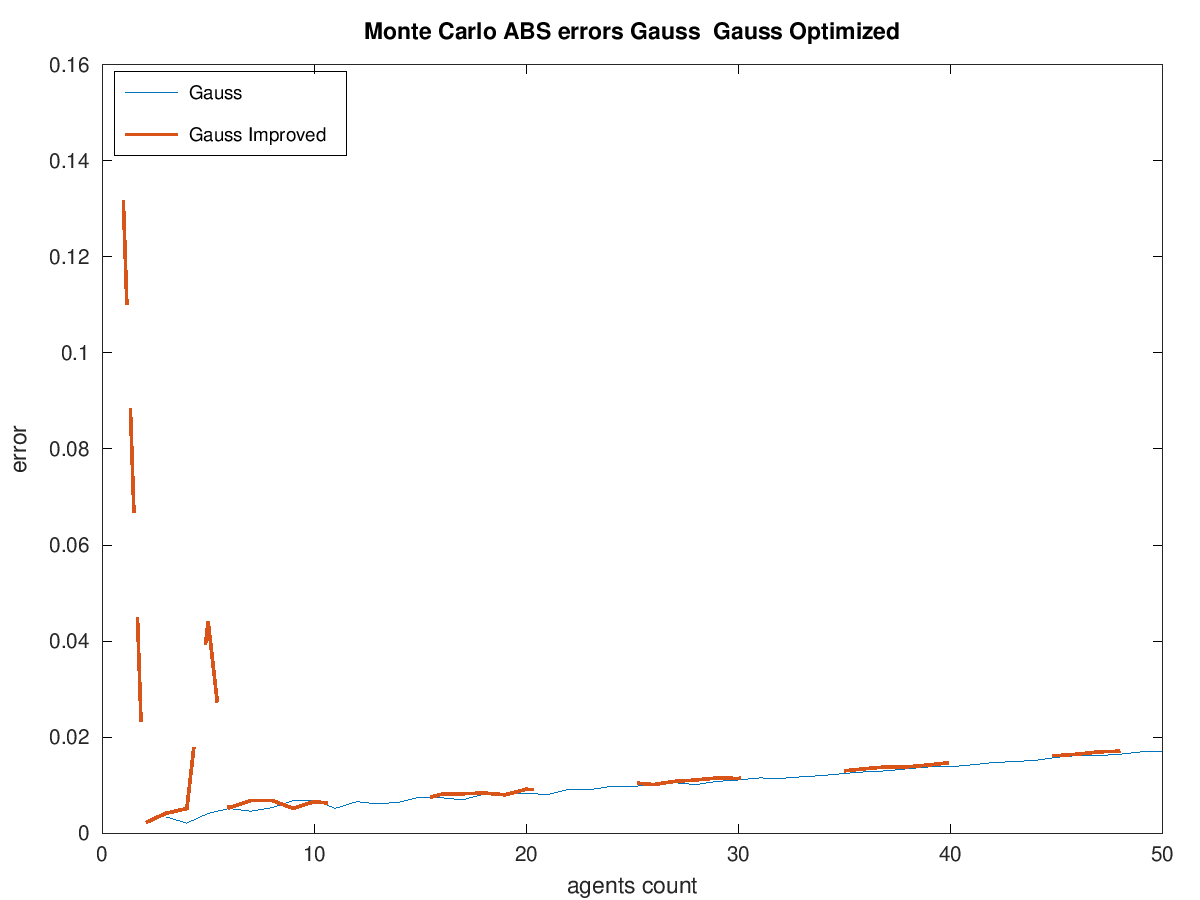 Monte Carlo ABS errors Gauss  Gauss Optimized
0.16
0.14
0.12
0.1
0.08
0.06
0.04
0.02
0
Gauss
Gauss Improved
error
0 10 20 30 40 50
agents count